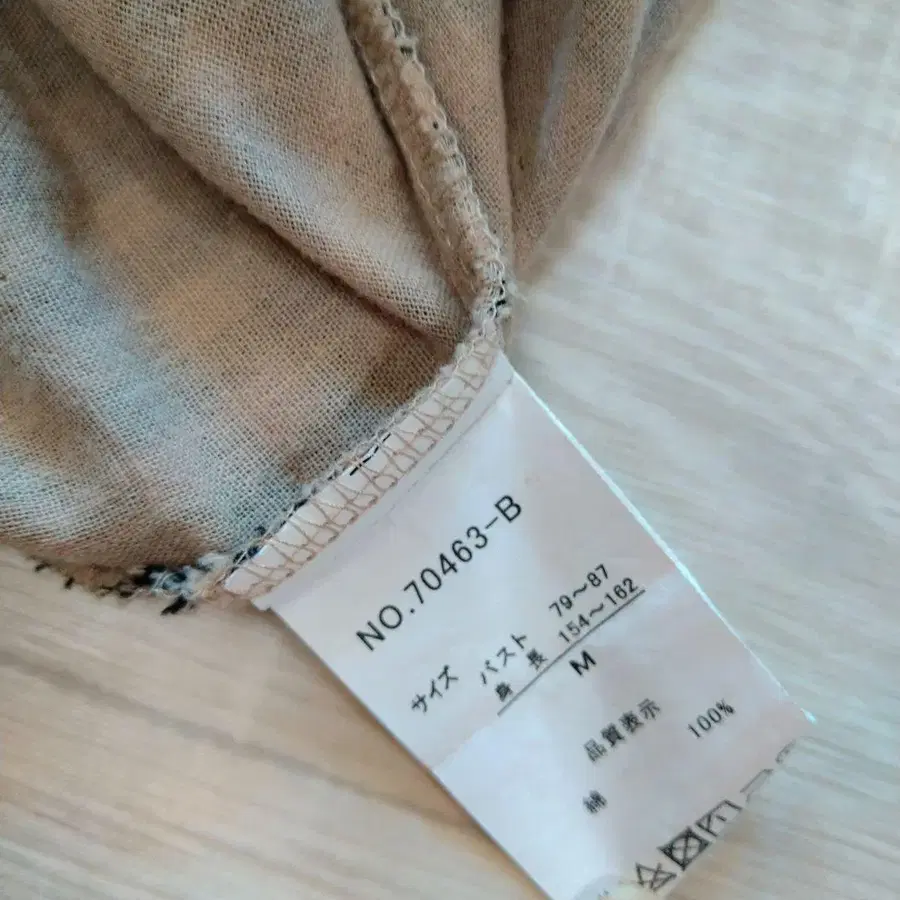 NO.70463-B
サイズ バスト 79～87
身長 154～162
M
品質表示
綿 100%